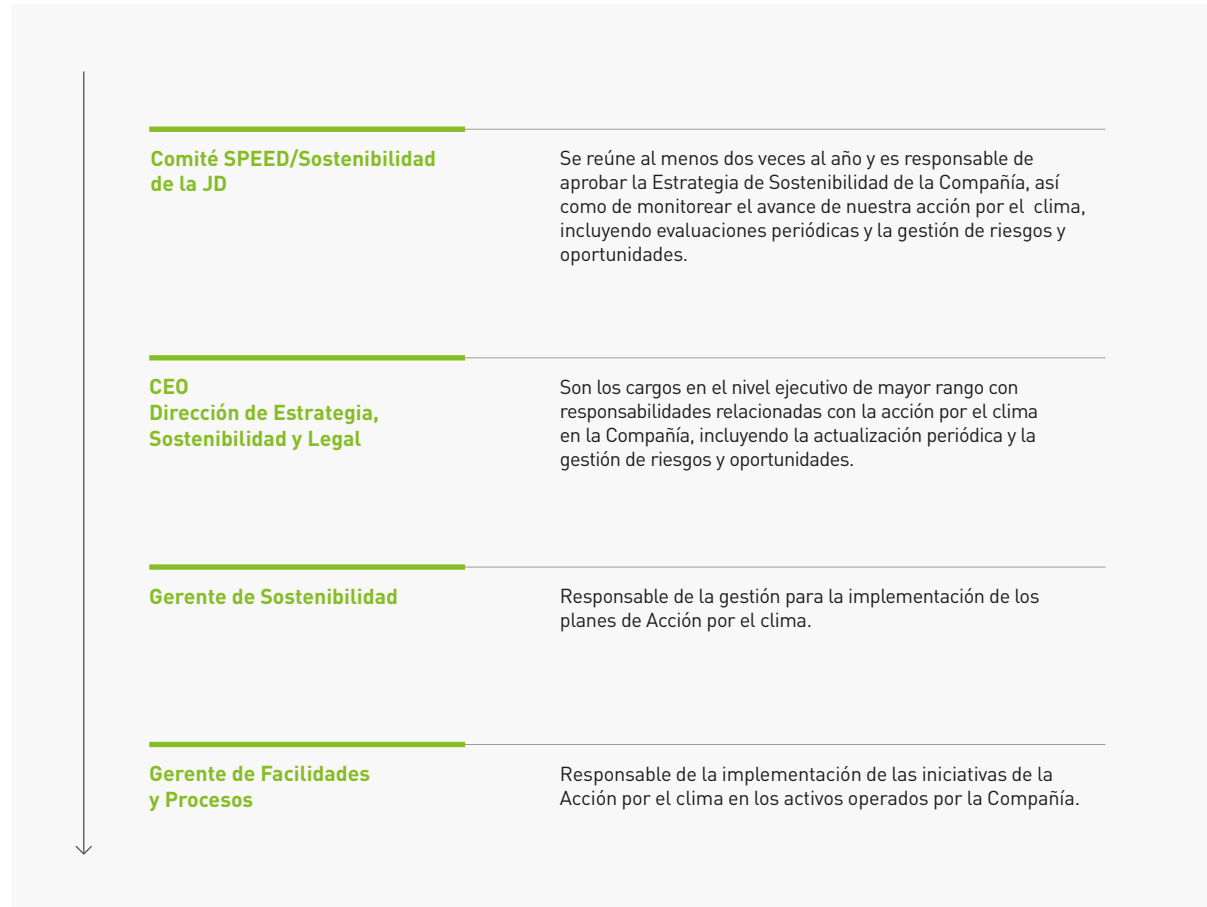 Comité SPEED/Sostenibilidad
de la JD
Se reúne al menos dos veces al año y es responsable de
aprobar la Estrategia de Sostenibilidad de la Compañía, así
como de monitorear el avance de nuestra acción por el clima,
incluyendo evaluaciones periódicas y la gestión de riesgos y
oportunidades.
CEO
Dirección de Estrategia,
Sostenibilidad y Legal
Son los cargos en el nivel ejecutivo de mayor rango con
responsabilidades relacionadas con la acción por el clima
en la Compañía, incluyendo la actualización periódica y la
gestión de riesgos y oportunidades.
Gerente de Sostenibilidad
Responsable de la gestión para la implementación de los
planes de Acción por el clima.
Gerente de Facilidades
y Procesos
Responsable de la implementación de las iniciativas de la
Acción por el clima en los activos operados por la Compañía.